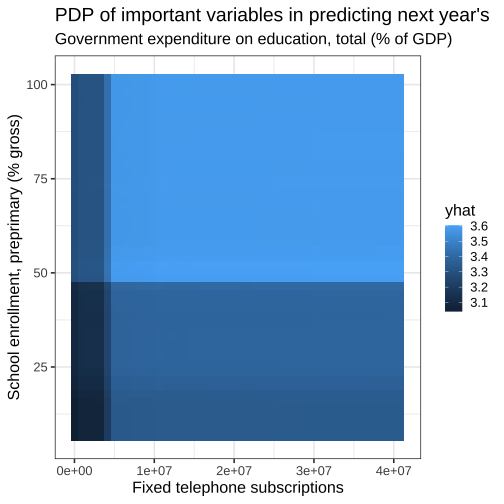 PDP of important variables in predicting next year's
Government expenditure on education, total (% of GDP)
School enrollment, preprimary (% gross)
100
75
50
25
0e+00 1e+07 2e+07 3e+07 4e+07
Fixed telephone subscriptions
yhat
3.6
3.5
3.4
3.3
3.2
3.1